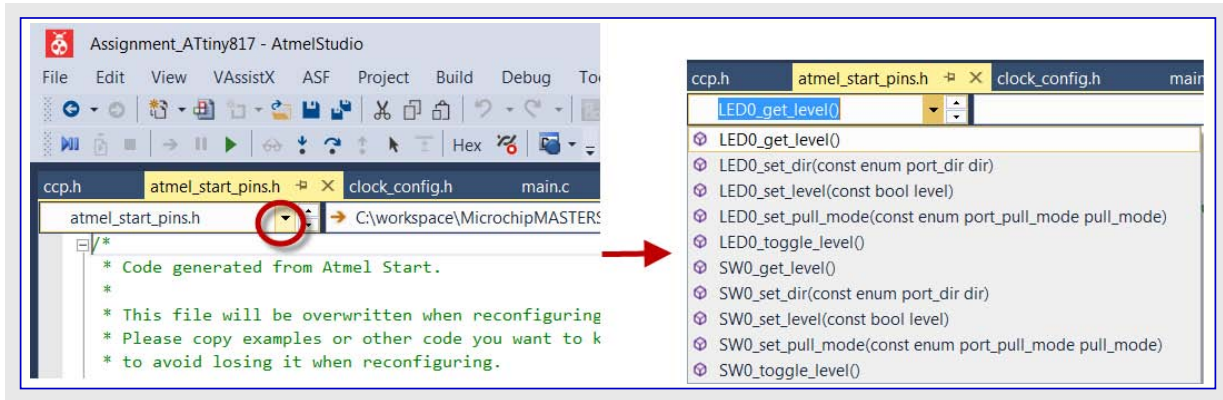 Assignment_ATtiny817 - AtmelStudio
File Edit View VAssistX ASF Project Build Debug
Hex
ccp.h atmel_start_pins.h clock_config.h main.c
atmel_start_pins.h C:\workspace\MicrochipMASTERS
/*
* Code generated from Atmel Start.
*
* This file will be overwritten when reconfiguring
* Please copy examples or other code you want to k
* to avoid losing it when reconfiguring.
ccp.h atmel_start_pins.h clock_config.h main
LED0_get_level()
LED0_get_level()
LED0_set_dir(const enum port_dir dir)
LED0_set_level(const bool level)
LED0_set_pull_mode(const enum port_pull_mode pull_mode)
LED0_toggle_level()
SW0_get_level()
SW0_set_dir(const enum port_dir dir)
SW0_set_level(const bool level)
SW0_set_pull_mode(const enum port_pull_mode pull_mode)
SW0_toggle_level()